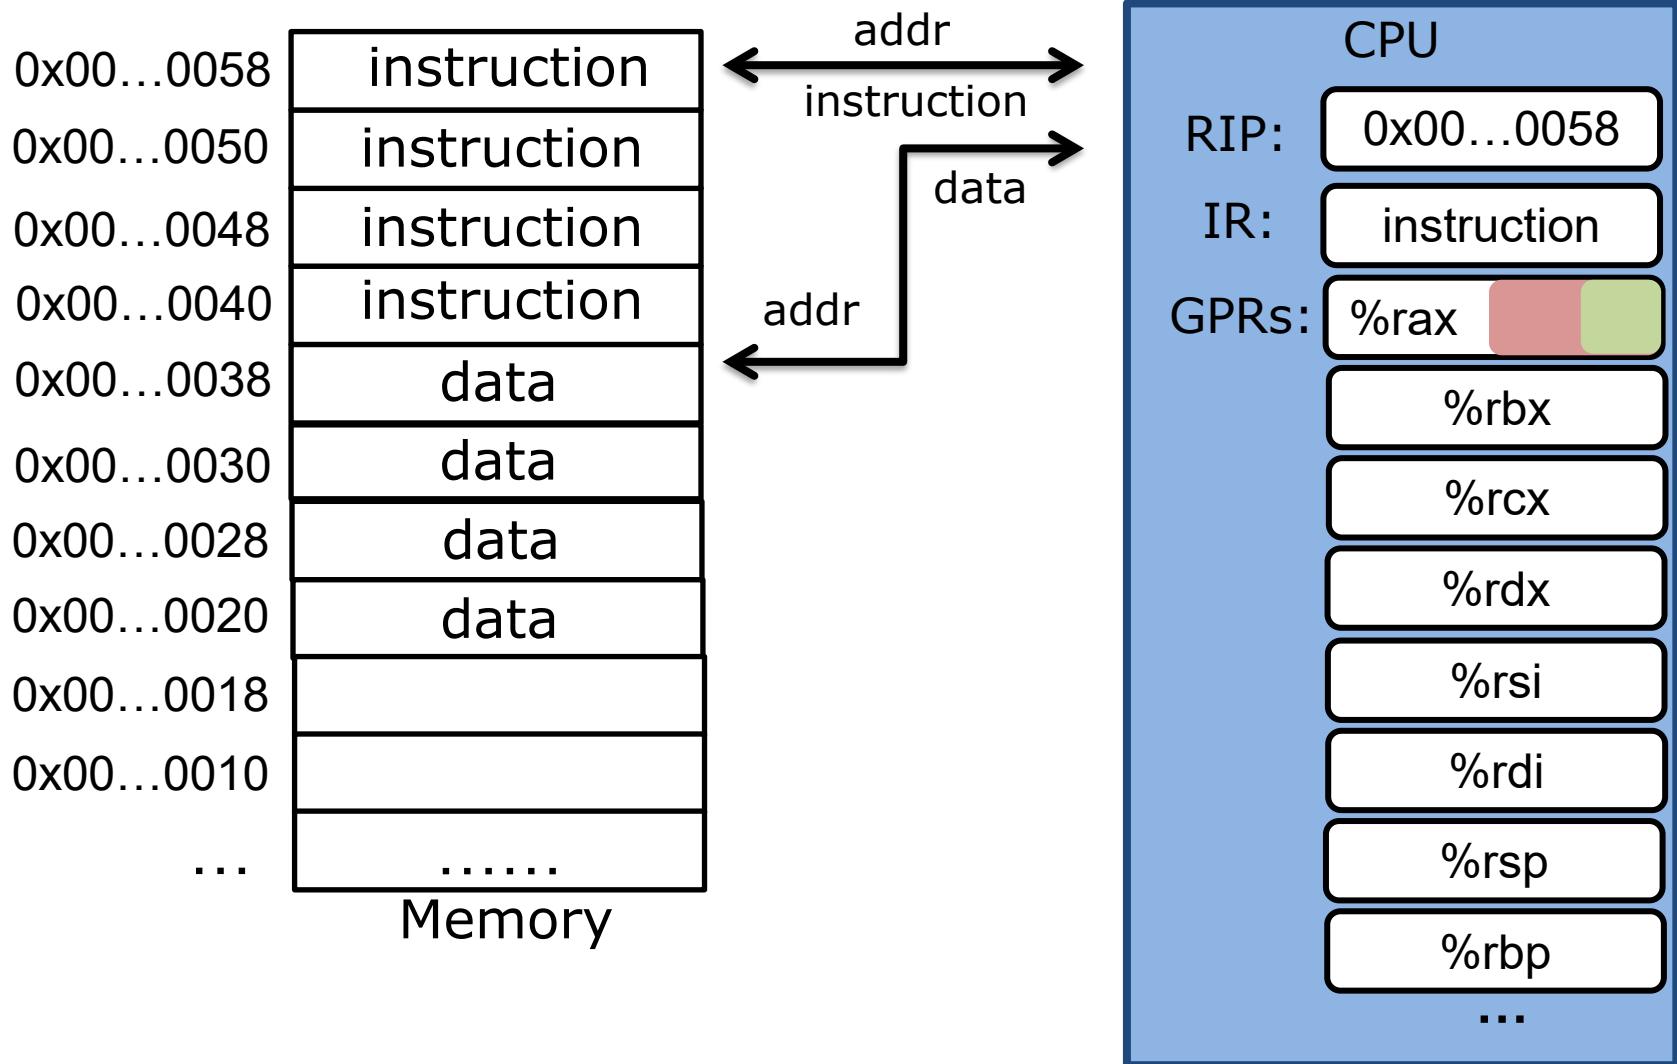 0x00…0058 instruction
0x00…0050 instruction
0x00…0048 instruction
0x00…0040 instruction
0x00…0038 data
0x00…0030 data
0x00…0028 data
0x00…0020 data
0x00…0018
0x00…0010
… ……
Memory
addr
instruction
data
addr
CPU
RIP: 0x00…0058
IR: instruction
GPRs: %rax
%rbx
%rcx
%rdx
%rsi
%rdi
%rsp
%rbp
…